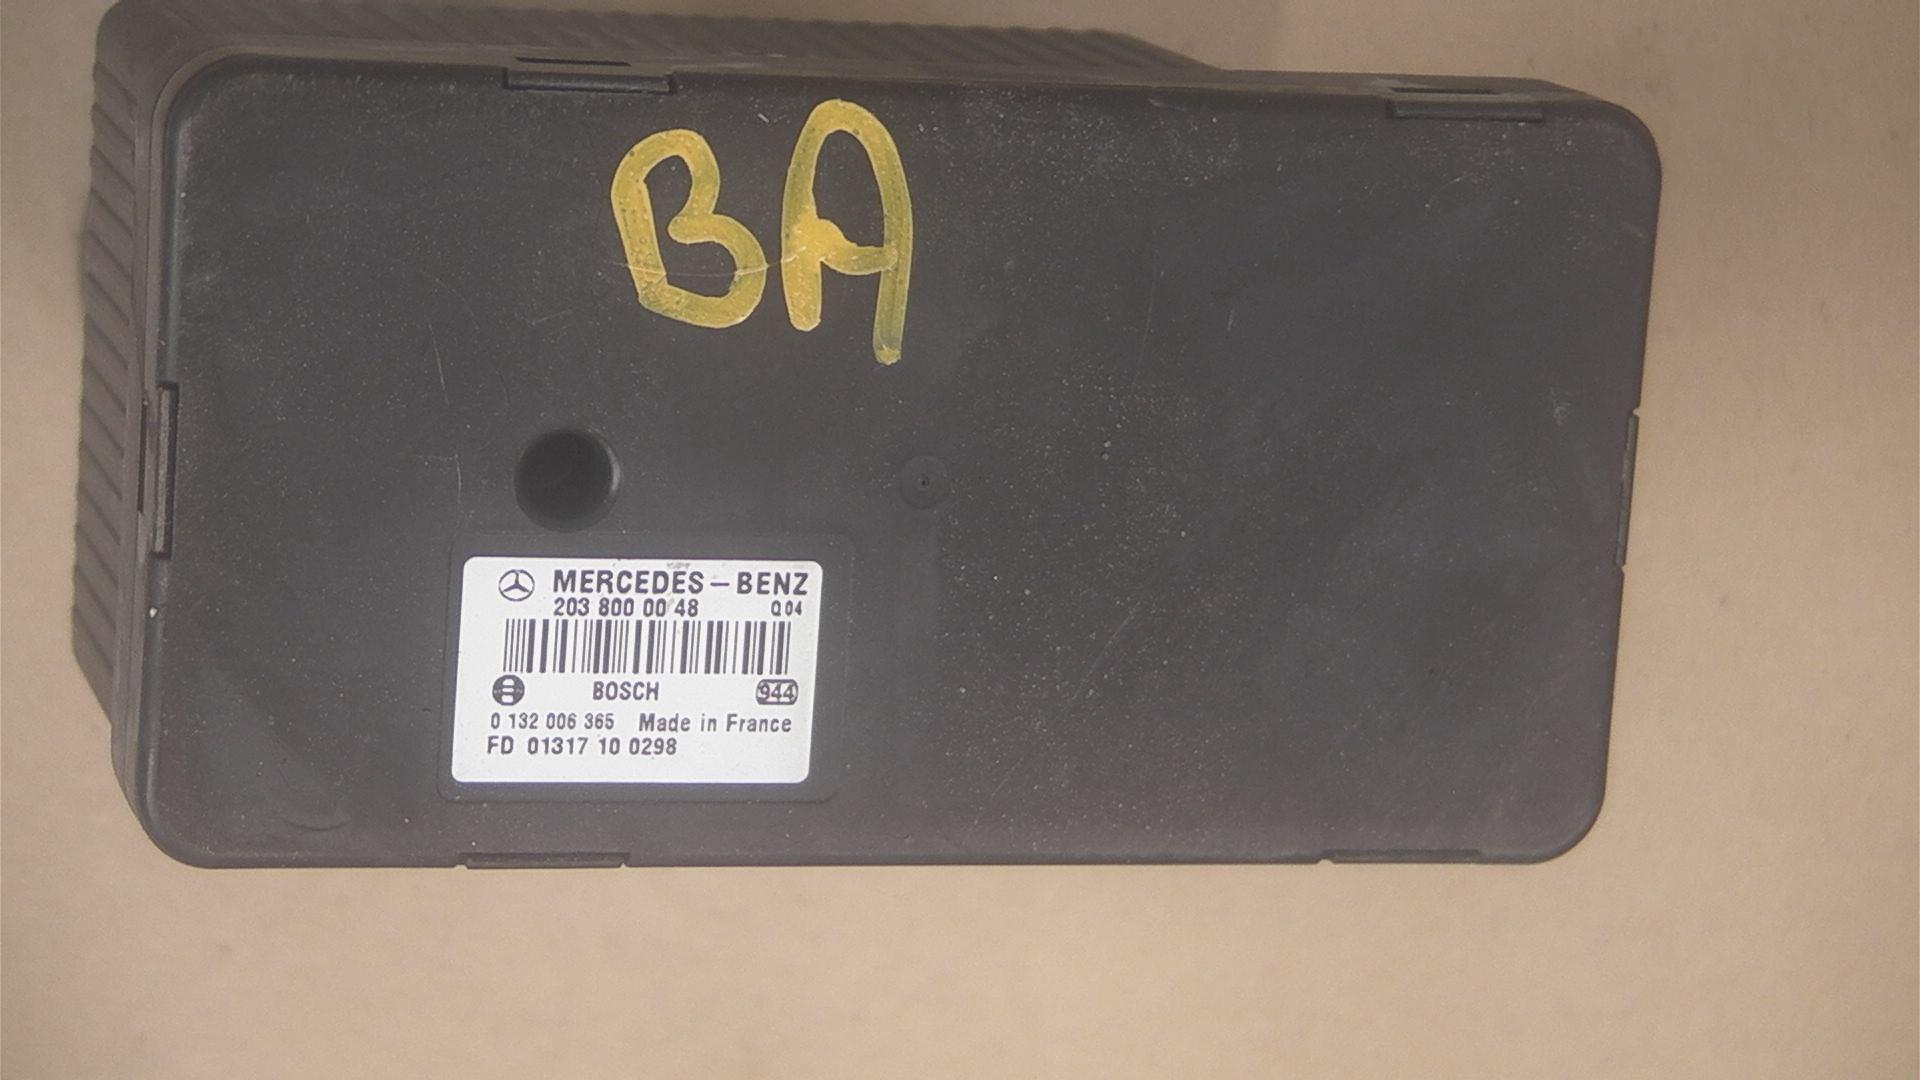 BA
MERCEDES-BENZ
203 800 00 48 Q04
BOSCH 944
0 132 006 365 Made in France
FD 01317 10 0298